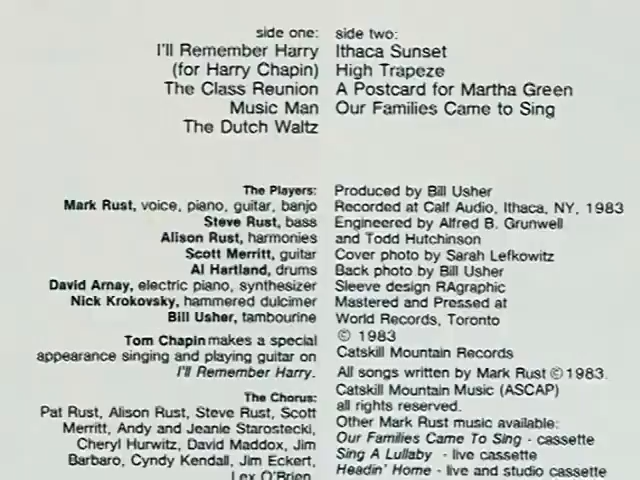 side one:
I'll Remember Harry
(for Harry Chapin)
The Class Reunion
Music Man
The Dutch Waltz
side two:
Ithaca Sunset
High Trapeze
A Postcard for Martha Green
Our Families Came to Sing
The Players:
Mark Rust, voice, piano, guitar, banjo
Steve Rust, bass
Alison Rust, harmonies
Scott Merritt, guitar
Al Hartland, drums
David Arnay, electric piano, synthesizer
Nick Krokovsky, hammered dulcimer
Bill Usher, tambourine
Tom Chapin makes a special
appearance singing and playing guitar on
I'll Remember Harry.
The Chorus:
Pat Rust, Alison Rust, Steve Rust, Scott
Merritt, Andy and Jeanie Starostecki,
Cheryl Hurwitz, David Maddox, Jim
Barbaro, Cyndy Kendall, Jim Eckert,
Lex O'Brien
Produced by Bill Usher
Recorded at Calf Audio, Ithaca, NY, 1983
Engineered by Alfred B. Grunwell
and Todd Hutchinson
Cover photo by Sarah Lefkowitz
Back photo by Bill Usher
Sleeve design RAgraphic
Mastered and Pressed at
World Records, Toronto
© 1983
Catskill Mountain Records
All songs written by Mark Rust © 1983.
Catskill Mountain Music (ASCAP)
all rights reserved.
Other Mark Rust music available:
Our Families Came To Sing - cassette
Sing A Lullaby - live cassette
Headin' Home - live and studio cassette